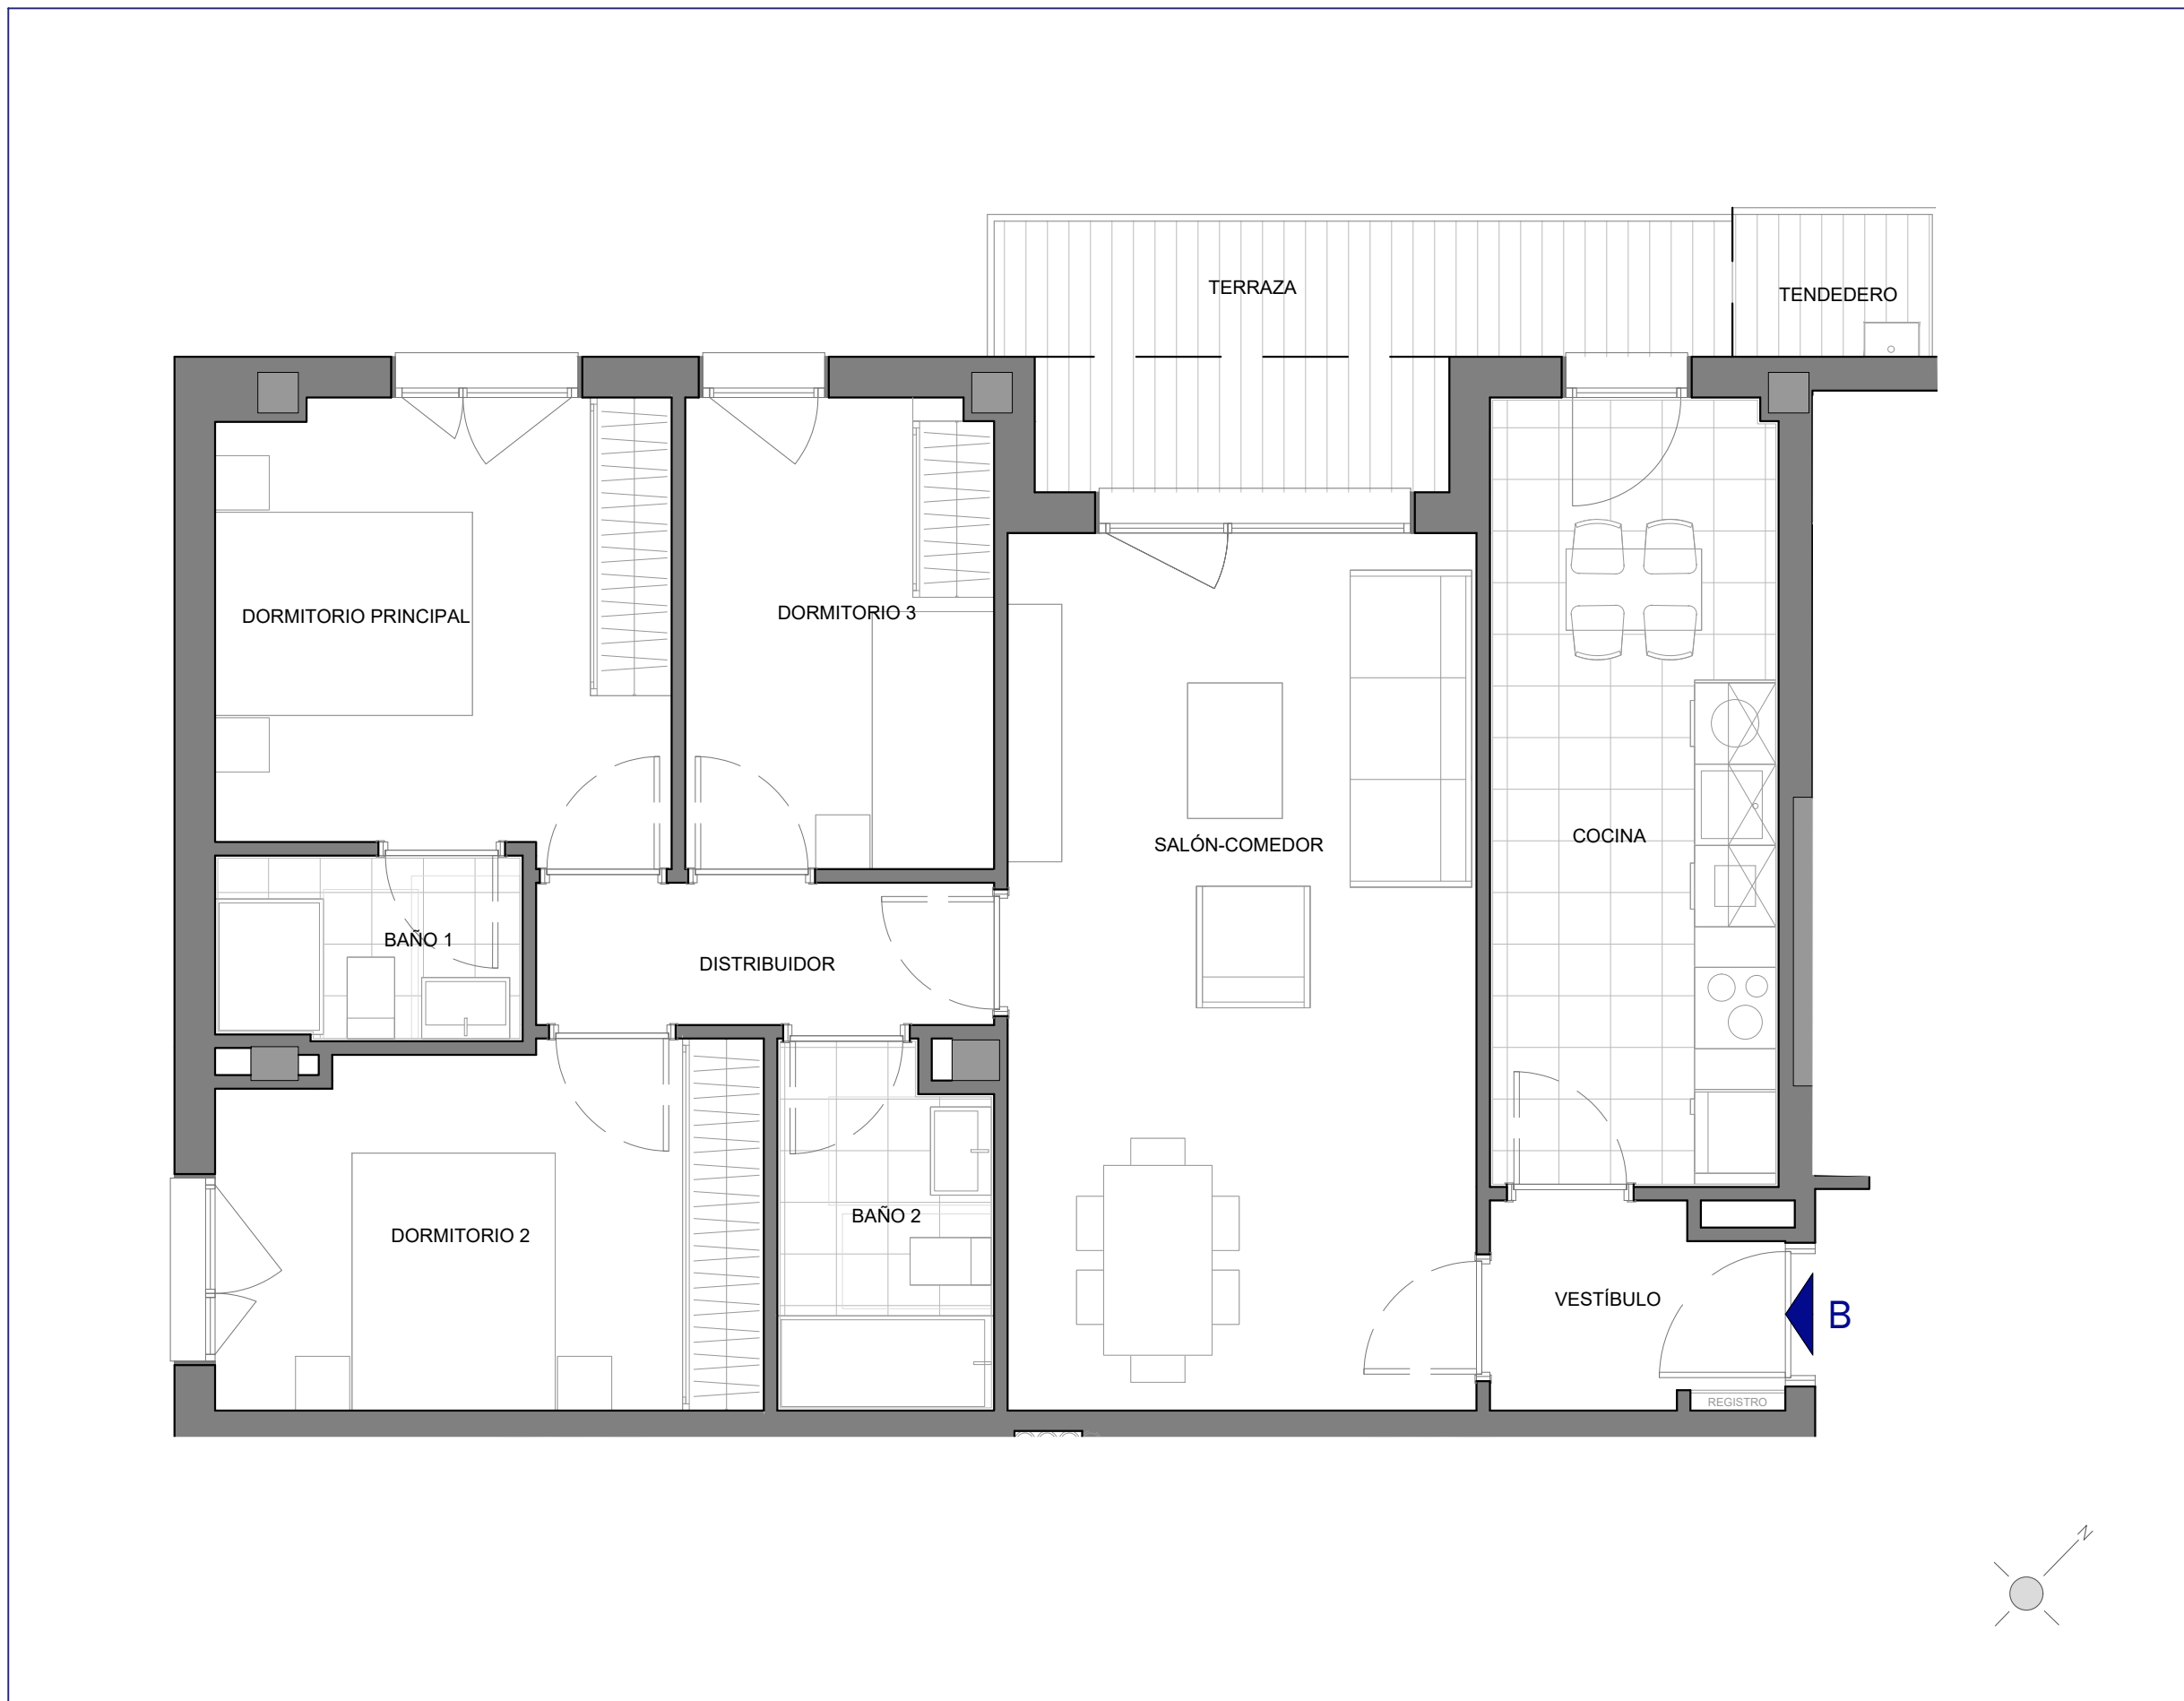 TERRAZA
TENDEDERO
DORMITORIO PRINCIPAL
DORMITORIO 3
SALÓN-COMEDOR
COCINA
BAÑO 1
DISTRIBUIDOR
BAÑO 2
DORMITORIO 2
VESTÍBULO
B
REGISTRO
N